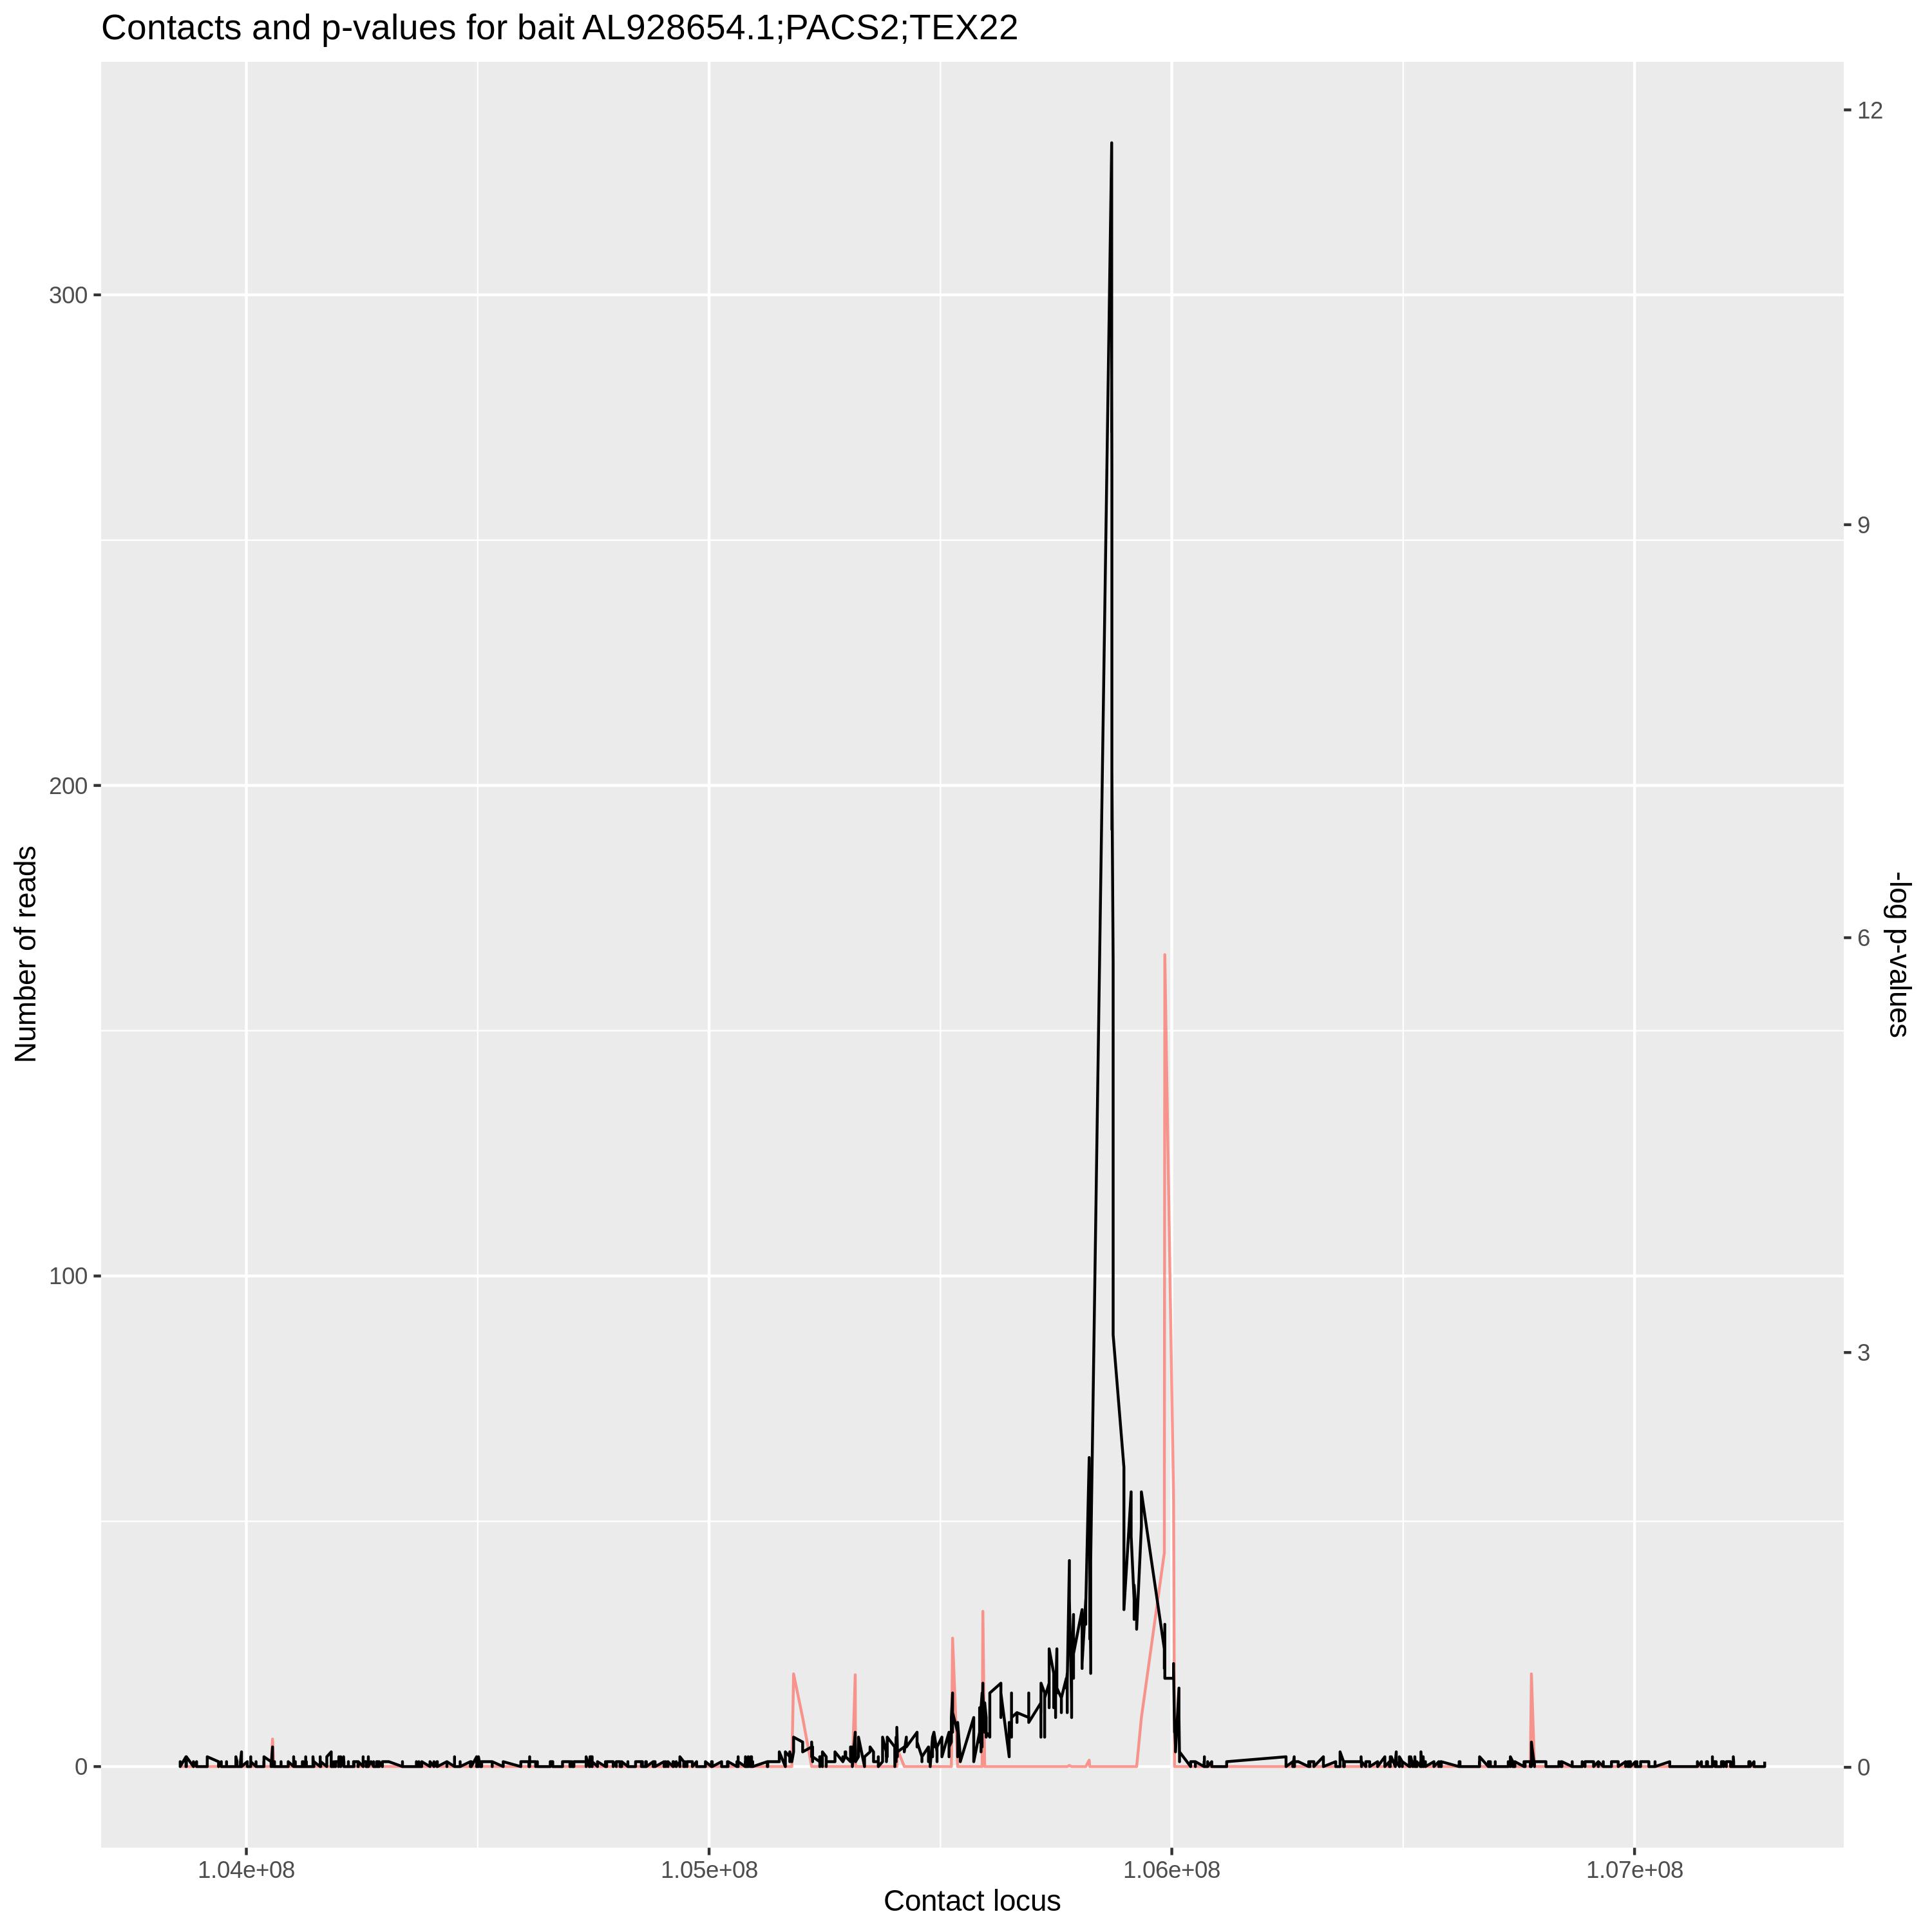 Contacts and p-values for bait AL928654.1;PACS2;TEX22
12
300
9
200
Number of reads
-log p-values
6
100
3
0
0
1.04e+08 1.05e+08 1.06e+08 1.07e+08
Contact locus